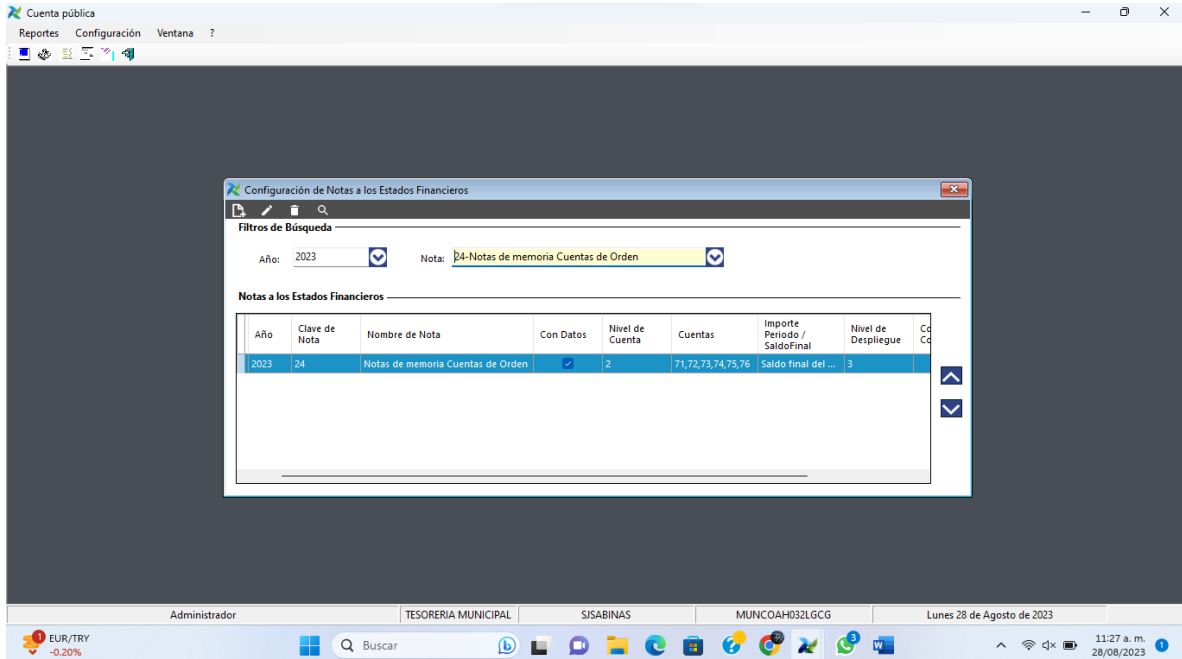 Cuenta pública
Reportes Configuración Ventana ?
Configuración de Notas a los Estados Financieros
Filtros de Búsqueda
Año: 2023 Nota: 24-Notas de memoria Cuentas de Orden
Notas a los Estados Financieros
Año Clave de Nota Nombre de Nota Con Datos Nivel de Cuenta Cuentas Importe Periodo / SaldoFinal Nivel de Despliegue
2023 24 Notas de memoria Cuentas de Orden 2 71,72,73,74,75,76 Saldo final del ... 3
Administrador TESORERIA MUNICIPAL SJSABINAS MUNCOAH032LGCG Lunes 28 de Agosto de 2023
1 EUR/TRY
-0.20%
Buscar
3
11:27 a. m.
28/08/2023
1